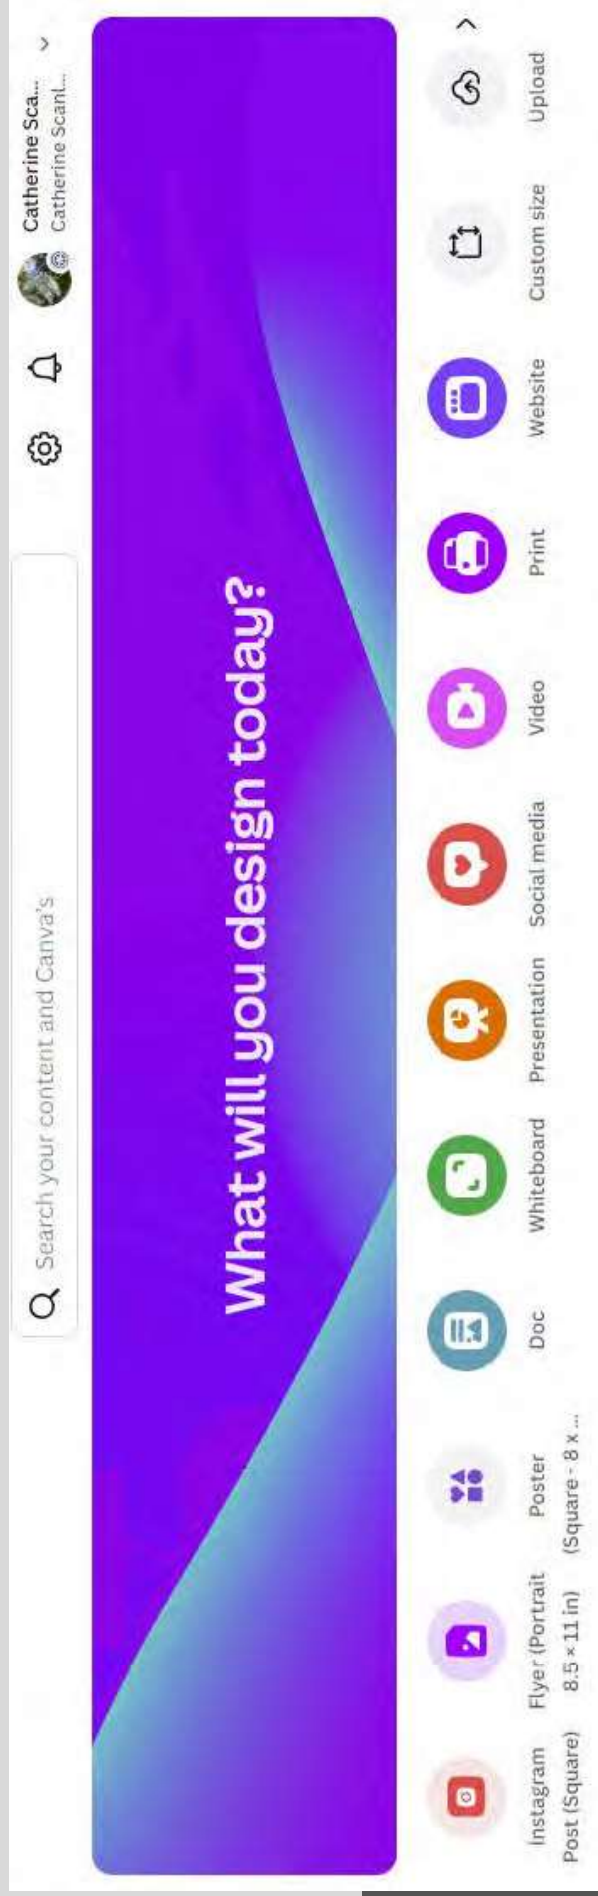 Search your content and Canva's
Catherine Sca...
Catherine Scanl...
What will you design today?
Instagram
Post (Square)
Flyer (Portrait
8.5 × 11 in)
Poster
(Square - 8 x ...
Doc
Whiteboard
Presentation
Social media
Video
Print
Website
Custom size
Upload